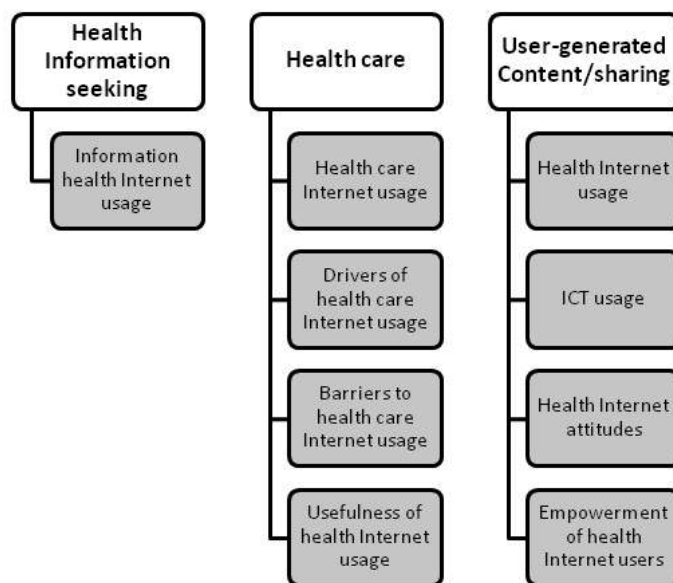 Health
Information
seeking
Information
health Internet
usage
Health care
Health care
Internet usage
Drivers of
health care
Internet usage
Barriers to
health care
Internet usage
Usefulness of
health Internet
usage
User-generated
Content/sharing
Health Internet
usage
ICT usage
Health Internet
attitudes
Empowerment
of health
Internet users